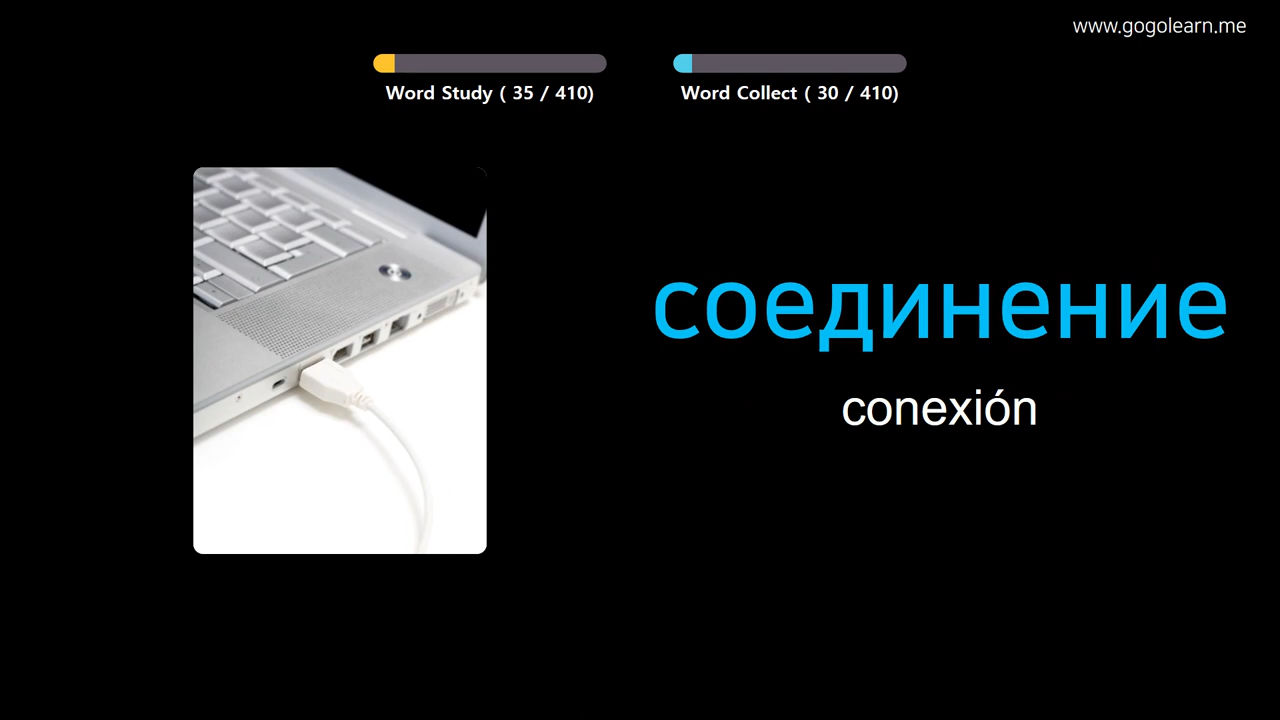 www.gogolearn.me
Word Study ( 35 / 410)
Word Collect ( 30 / 410)
соединение
conexión